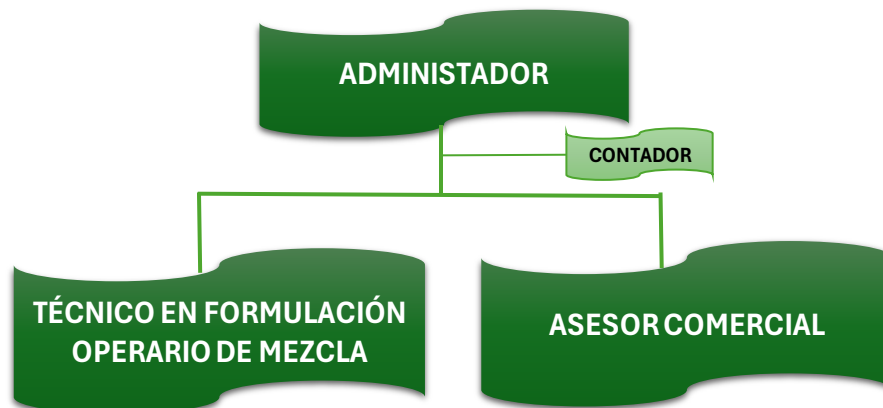 ADMINISTADOR
CONTADOR
TÉCNICO EN FORMULACIÓN
OPERARIO DE MEZCLA
ASESOR COMERCIAL